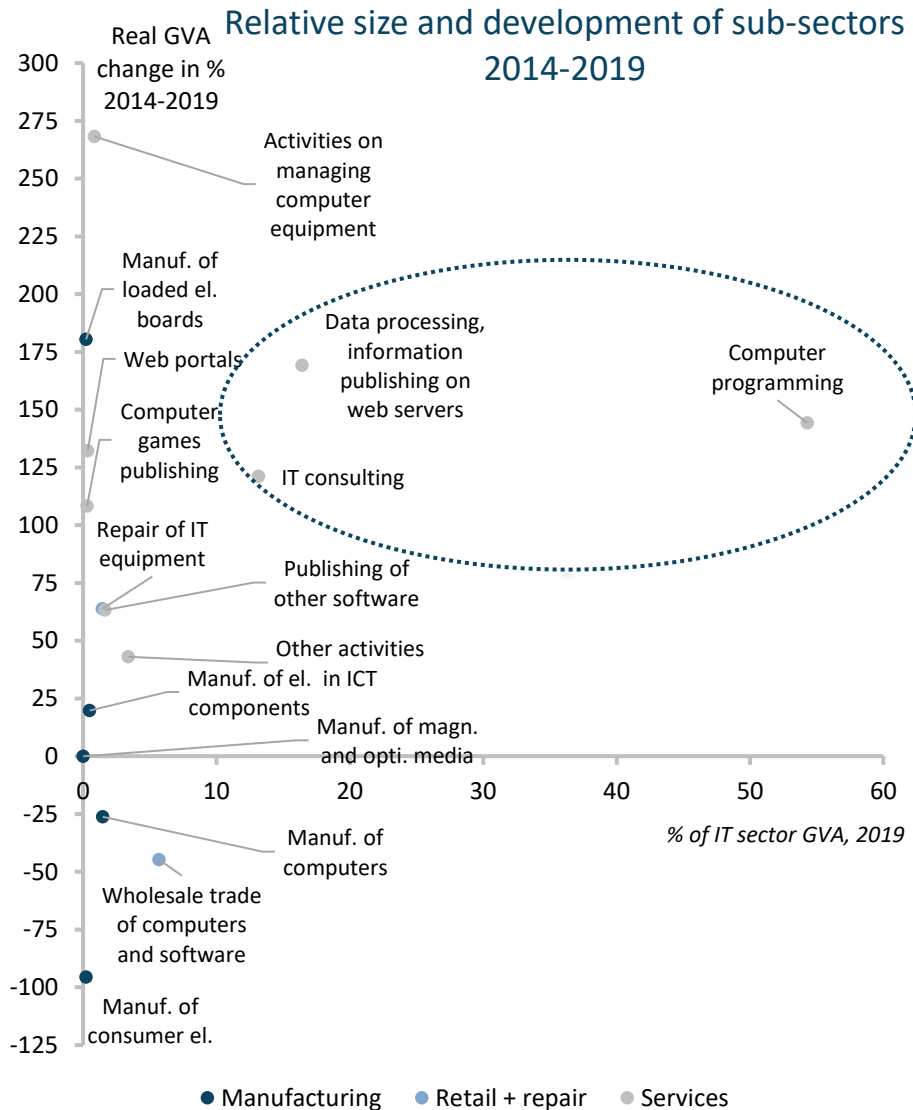 Relative size and development of sub-sectors
2014-2019
Real GVA
change in %
2014-2019
300
275
250
225
200
175
150
125
100
75
50
25
0
-25
-50
-75
-100
-125
Activities on
managing
computer
equipment
Manuf. of
loaded el.
boards
Web portals
Computer
games
publishing
Data processing,
information
publishing on
web servers
Computer
programming
IT consulting
Repair of IT
equipment
Publishing of
other software
Other activities
Manuf. of el. in ICT
components
Manuf. of magn.
and opti. media
0 10 20 30 40 50 60
% of IT sector GVA, 2019
Manuf. of
computers
Wholesale trade
of computers
and software
Manuf. of
consumer el.
Manufacturing Retail + repair Services